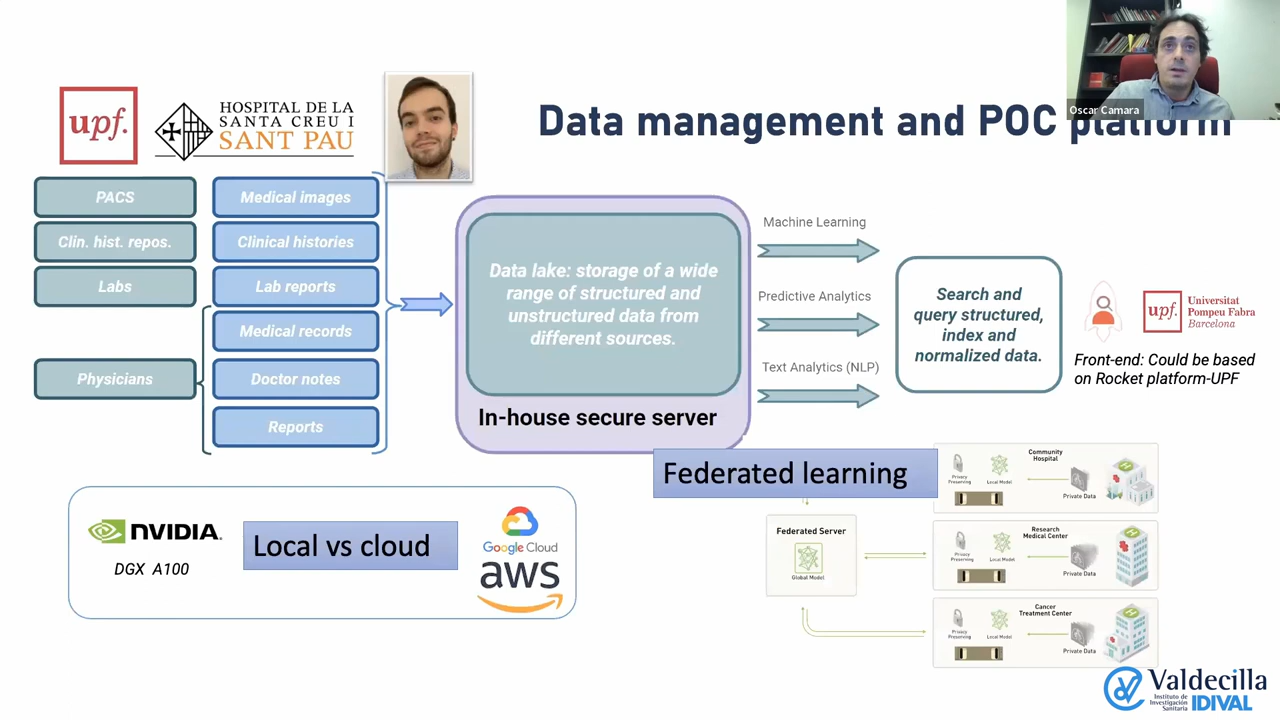 Oscar Camara
Data management and POC platform
upf.
HOSPITAL DE LA
SANTA CREU I
SANT PAU
PACS
Medical images
Clin. hist. repos.
Clinical histories
Labs
Lab reports
Medical records
Physicians
Doctor notes
Reports
Data lake: storage of a wide
range of structured and
unstructured data from
different sources.
In-house secure server
Machine Learning
Predictive Analytics
Text Analytics (NLP)
Search and
query structured,
index and
normalized data.
upf.
Universitat
Pompeu Fabra
Barcelona
Front-end: Could be based
on Rocket platform-UPF
NVIDIA.
DGX A100
Local vs cloud
Google Cloud
aws
Federated learning
Federated Server
Global Model
Community
Hospital
Privacy
Preserving
Local Model
Private Data
Research
Medical Center
Privacy
Preserving
Local Model
Private Data
Cancer
Treatment Center
Privacy
Preserving
Local Model
Private Data
Valdecilla
Instituto de
Investigación
Sanitaria
IDIVAL